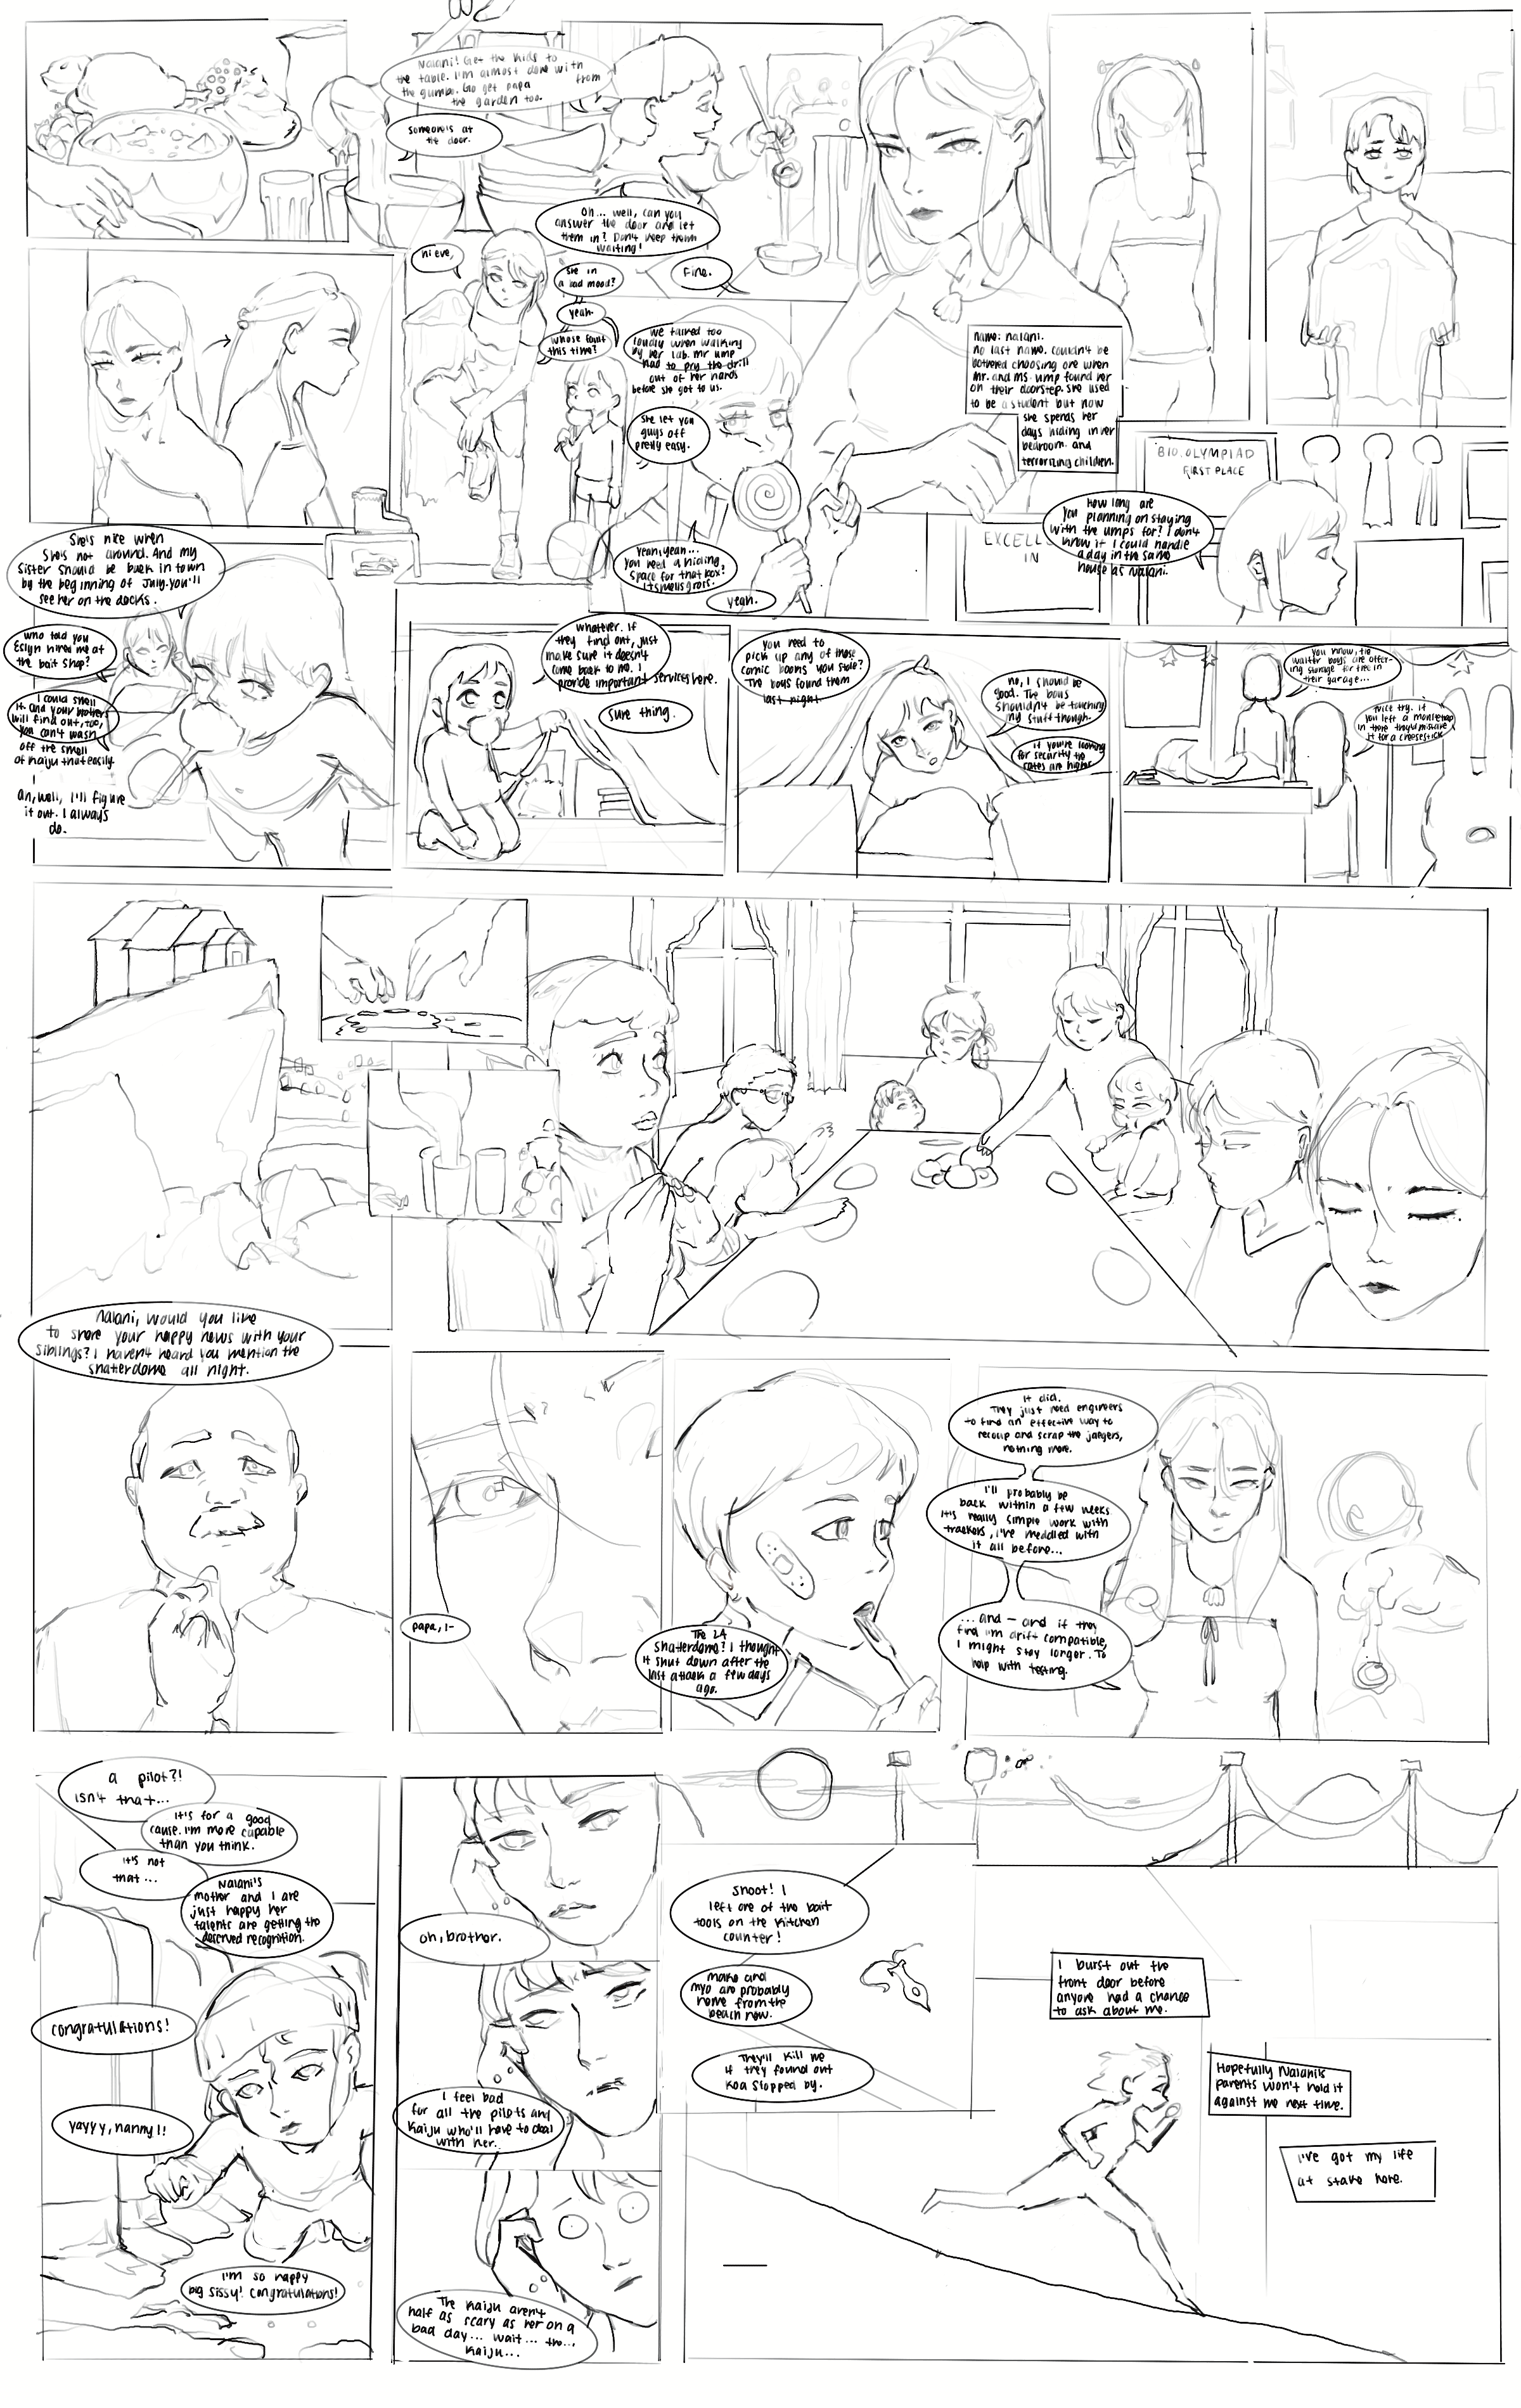 Nalani! Get the kids to
the table. I'm almost done with
the gumbo. Go get papa from
the garden too.
someone's at
the door.
Oh... well, can you
answer the door and let
them in? Don't keep them
waiting!
Fine.
hi eve,
she in
a bad mood?
yeah.
whose fault
this time?
we talked too
loudly when walking
by her lab. mr ump
had to pry the drill
out of her hands
before she got to us.
she let you
guys off
pretty easy.
Yeah, yeah...
you need a hiding
space for that box?
it smells gross.
yeah.
name: nalani.
no last name. couldn't be
bothered choosing one when
mr. and ms. ump found her
on their doorstep. she used
to be a student but now
she spends her
days hiding in her
bedroom and
terrorizing children.
BIO. OLYMPIAD
FIRST PLACE
EXCELL
IN
How long are
you planning on staying
with the umps for? I don't
know if I could handle
a day in the same
house as Nalani.
She's nice when
She's not around. And my
sister should be back in town
by the beginning of July. you'll
see her on the docks.
who told you
Eslyn hired me at
the bait shop?
I could smell
it. and your brothers
will find out, too,
you can't wash
off the smell
of kaiju that easily
ah, well, I'll figure
it out. I always
do.
whatever. if
they find out, just
make sure it doesn't
come back to me. I
provide important services here.
sure thing.
you need to
pick up any of those
comic books you stole?
The boys found them
last night.
no, I should be
good. The boys
shouldn't be touching
my stuff though.
if you're looking
for security the
rates are higher
you know, the
walter boys are offer-
ing storage for free in
their garage...
nice try. if
you left a mousetrap
in there they'd mistake
it for a cheesestick
Nalani, would you like
to share your happy news with your
siblings? I haven't heard you mention the
shatterdome all night.
papa, I-
The LA
shatterdome? I thought
it shut down after the
last attack a few days
ago.
It did.
They just need engineers
to find an effective way to
recoup and scrap the jaegers,
nothing more.
I'll probably be
back within a few weeks
it's really simple work with
trackers, I've meddled with
it all before...
...and — and if they
find i'm drift compatible,
I might stay longer. To
help with testing.
a pilot?!
isn't that...
it's for a good
cause. I'm more capable
than you think.
it's not
that...
Nalani's
mother and I are
just happy her
talents are getting the
deserved recognition.
congratulations!
yayyy, nanny!!
I'm so happy
big sissy! congratulations!
oh, brother.
I feel bad
for all the pilots and
kaiju who'll have to deal
with her.
The kaiju aren't
half as scary as her on a
bad day... wait... the...
kaiju...
shoot! I
left one of the bait
tools on the kitchen
counter!
mako and
myo are probably
home from the
beach now.
They'll kill me
if they found out
koa stopped by.
I burst out the
front door before
anyone had a chance
to ask about me.
Hopefully Nalani's
parents won't hold it
against me next time.
I've got my life
at stake here.